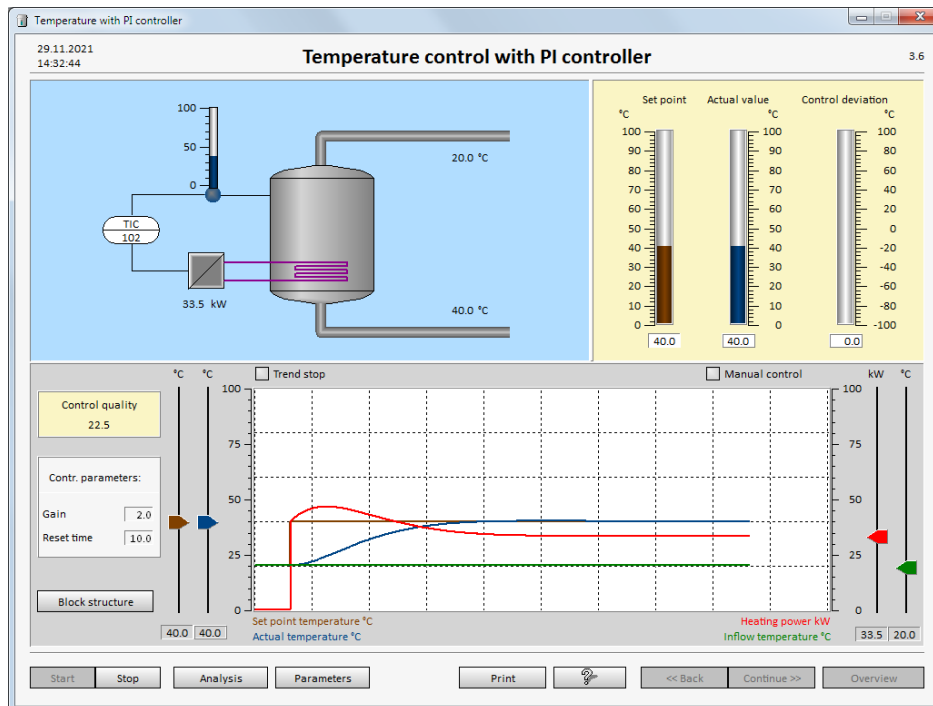 Temperature with PI controller
29.11.2021
14:32:44
Temperature control with PI controller
3.6
100
50
0
20.0 °C
TIC
102
33.5 kW
40.0 °C
Set point Actual value Control deviation
°C °C °C
100 100 100
90 90 80
80 80 60
70 70 40
60 60 20
50 50 0
40 40 -20
30 30 -40
20 20 -60
10 10 -80
0 0 -100
40.0 40.0 0.0
°C °C Trend stop Manual control kW °C
100 100
75 75
50 50
25 25
0 0
Control quality
22.5
Contr. parameters:
Gain 2.0
Reset time 10.0
Block structure
40.0 40.0
Set point temperature °C Heating power kW
Actual temperature °C Inflow temperature °C
33.5 20.0
Start Stop Analysis Parameters Print << Back Continue >> Overview